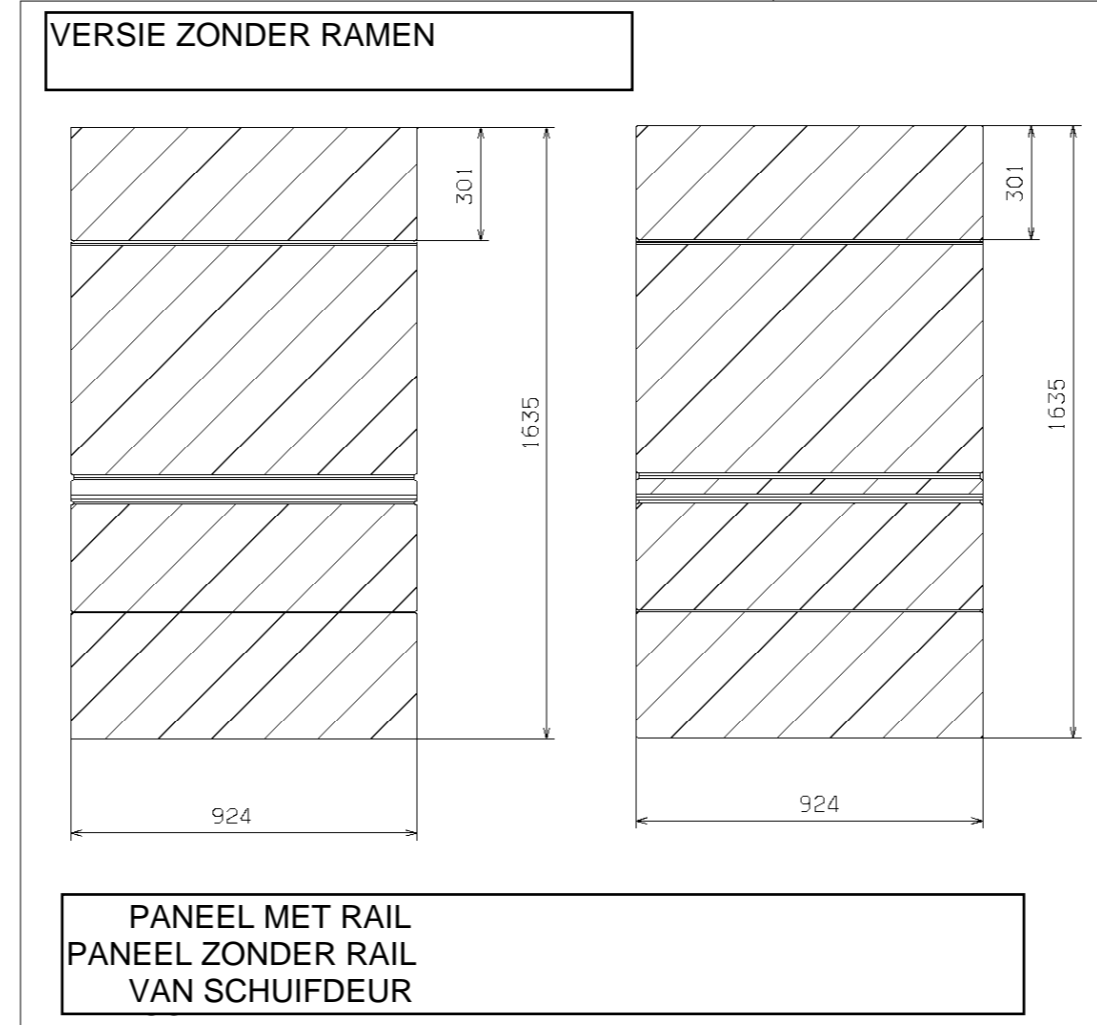 VERSIE ZONDER RAMEN
301
301
1635
1635
924
924
PANEEL MET RAIL
PANEEL ZONDER RAIL
VAN SCHUIFDEUR